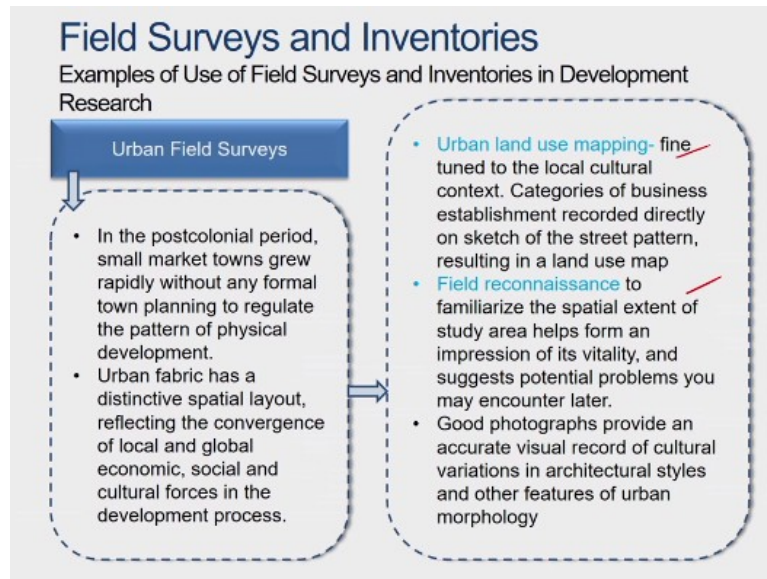 Field Surveys and Inventories
Examples of Use of Field Surveys and Inventories in Development
Research
Urban Field Surveys
• In the postcolonial period,
small market towns grew
rapidly without any formal
town planning to regulate
the pattern of physical
development.
• Urban fabric has a
distinctive spatial layout,
reflecting the convergence
of local and global
economic, social and
cultural forces in the
development process.
• Urban land use mapping- fine
tuned to the local cultural
context. Categories of business
establishment recorded directly
on sketch of the street pattern,
resulting in a land use map
• Field reconnaissance to
familiarize the spatial extent of
study area helps form an
impression of its vitality, and
suggests potential problems you
may encounter later.
• Good photographs provide an
accurate visual record of cultural
variations in architectural styles
and other features of urban
morphology